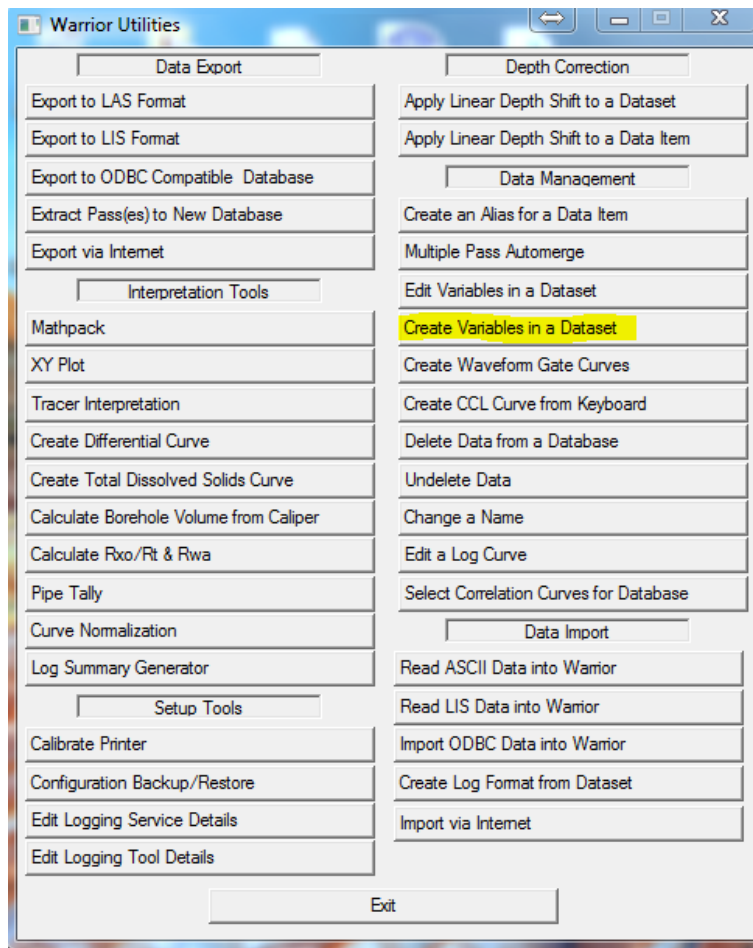 Warrior Utilities
Data Export
Export to LAS Format
Export to LIS Format
Export to ODBC Compatible Database
Extract Pass(es) to New Database
Export via Internet
Interpretation Tools
Mathpack
XY Plot
Tracer Interpretation
Create Differential Curve
Create Total Dissolved Solids Curve
Calculate Borehole Volume from Caliper
Calculate Rxo/Rt & Rwa
Pipe Tally
Curve Normalization
Log Summary Generator
Setup Tools
Calibrate Printer
Configuration Backup/Restore
Edit Logging Service Details
Edit Logging Tool Details
Depth Correction
Apply Linear Depth Shift to a Dataset
Apply Linear Depth Shift to a Data Item
Data Management
Create an Alias for a Data Item
Multiple Pass Automerge
Edit Variables in a Dataset
Create Variables in a Dataset
Create Waveform Gate Curves
Create CCL Curve from Keyboard
Delete Data from a Database
Undelete Data
Change a Name
Edit a Log Curve
Select Correlation Curves for Database
Data Import
Read ASCII Data into Warrior
Read LIS Data into Warrior
Import ODBC Data into Warrior
Create Log Format from Dataset
Import via Internet
Exit